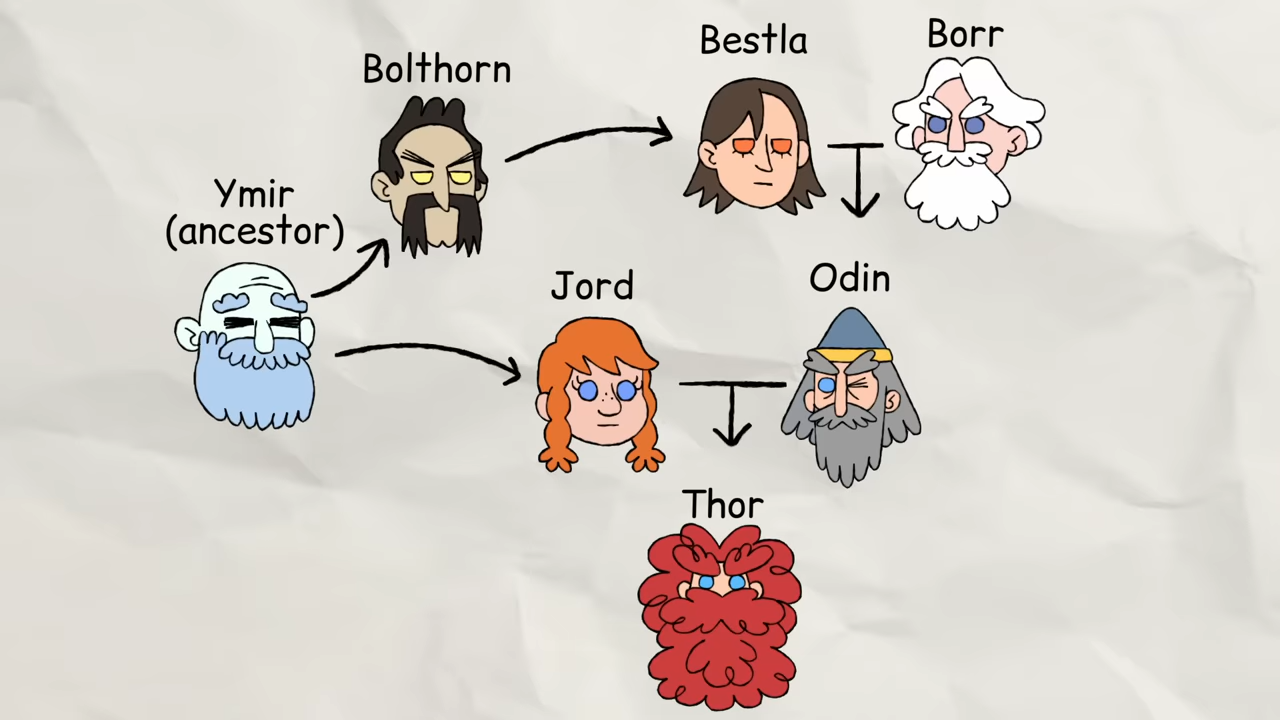 Bestla
Borr
Bolthorn
Ymir
(ancestor)
Jord
Odin
Thor